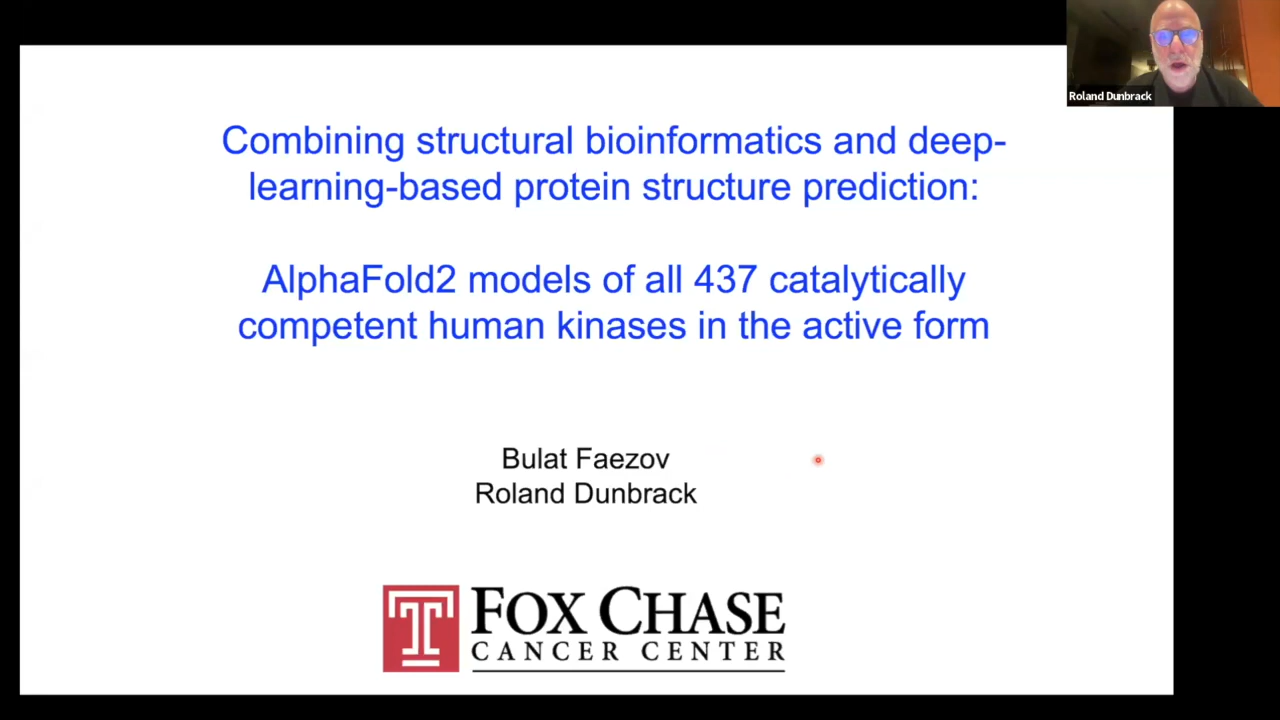 Roland Dunbrack
Combining structural bioinformatics and deep-
learning-based protein structure prediction:
AlphaFold2 models of all 437 catalytically
competent human kinases in the active form
Bulat Faezov
Roland Dunbrack
FOX CHASE
CANCER CENTER